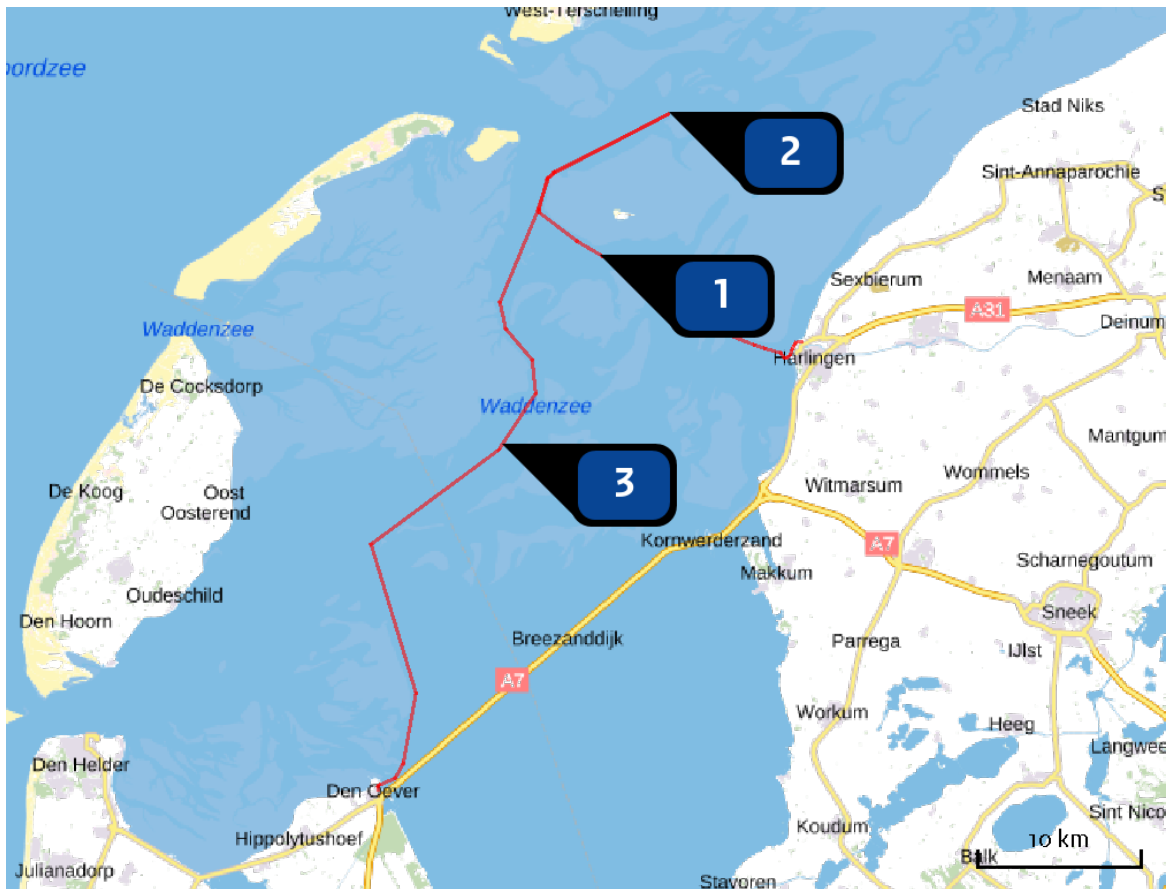 West-Terschelling
oordzee
Stad Niks
2
Sint-Annaparochie
S
1
Sexbierum
Menaam
A31
Deinum
Waddenzee
Harlingen
De Cocksdorp
Waddenzee
Mantgum
De Koog
Oost
Oosterend
3
Witmarsum
Wommels
Kornwerderzand
A7
Makkum
Scharnegoutum
Oudeschild
Den Hoorn
Sneek
Breezanddijk
Parrega
IJlst
A7
Workum
Heeg
Langwee
Den Helder
Den Oever
Sint Nico
Hippolytushoef
Koudum
10 km
Balk
Julianadorp
Stavoren